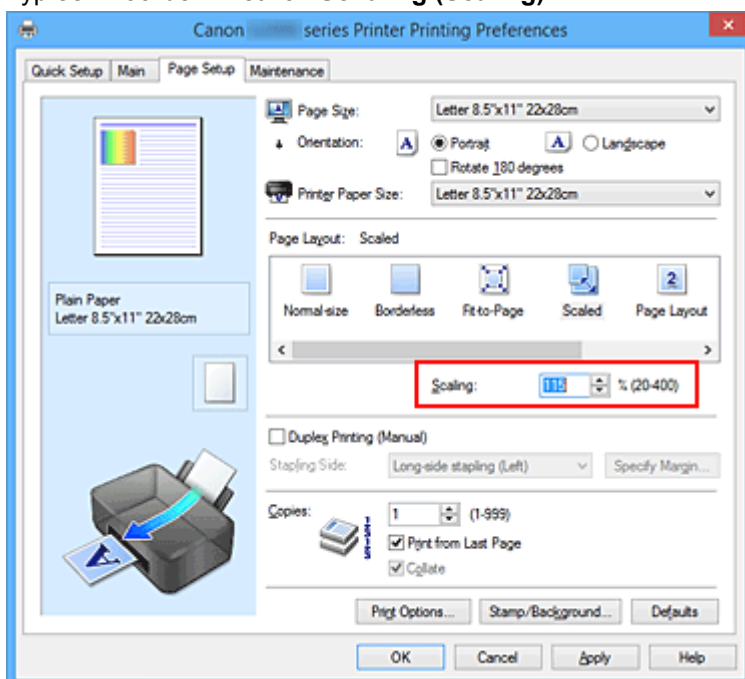 (Scaling)
Canon series Printer Printing Preferences
Quick Setup Main Page Setup Maintenance
Page Size: Letter 8.5"x11" 22x28cm
Orientation: A Portrait A Landscape
Rotate 180 degrees
Printer Paper Size: Letter 8.5"x11" 22x28cm
Page Layout: Scaled
Plain Paper
Letter 8.5"x11" 22x28cm
2
Normal-size Borderless Fit-to-Page Scaled Page Layout
Scaling: 115 % (20-400)
Duplex Printing (Manual)
Stapling Side: Long-side stapling (Left) Specify Margin...
Copies: 1 (1-999)
Print from Last Page
Collate
A
Print Options... Stamp/Background... Defaults
OK Cancel Apply Help